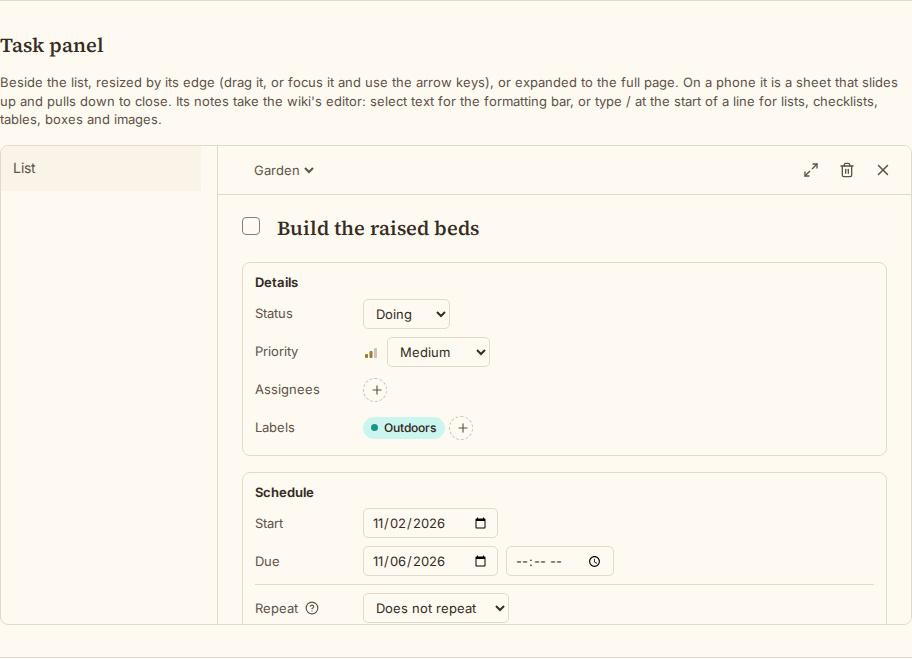 Task panel
Beside the list, resized by its edge (drag it, or focus it and use the arrow keys), or expanded to the full page. On a phone it is a sheet that slides
up and pulls down to close. Its notes take the wiki's editor: select text for the formatting bar, or type / at the start of a line for lists, checklists,
tables, boxes and images.
List
Garden
Build the raised beds
Details
Status Doing
Priority Medium
Assignees +
Labels Outdoors +
Schedule
Start 11/02/2026
Due 11/06/2026 --:-- --
Repeat ? Does not repeat